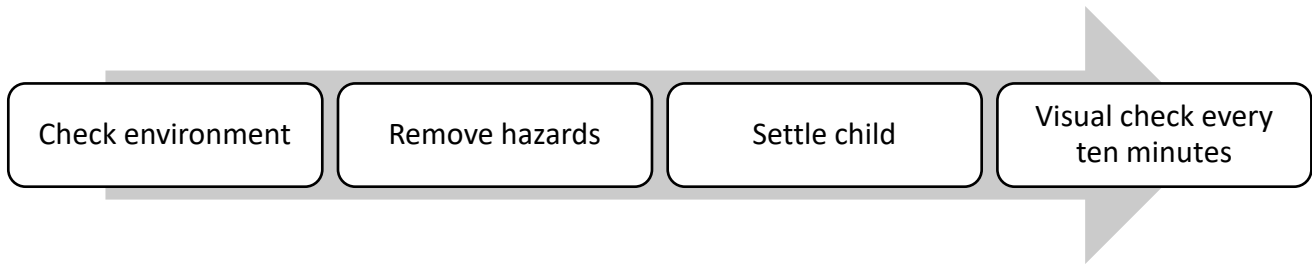 Check environment
Remove hazards
Settle child
Visual check every
ten minutes